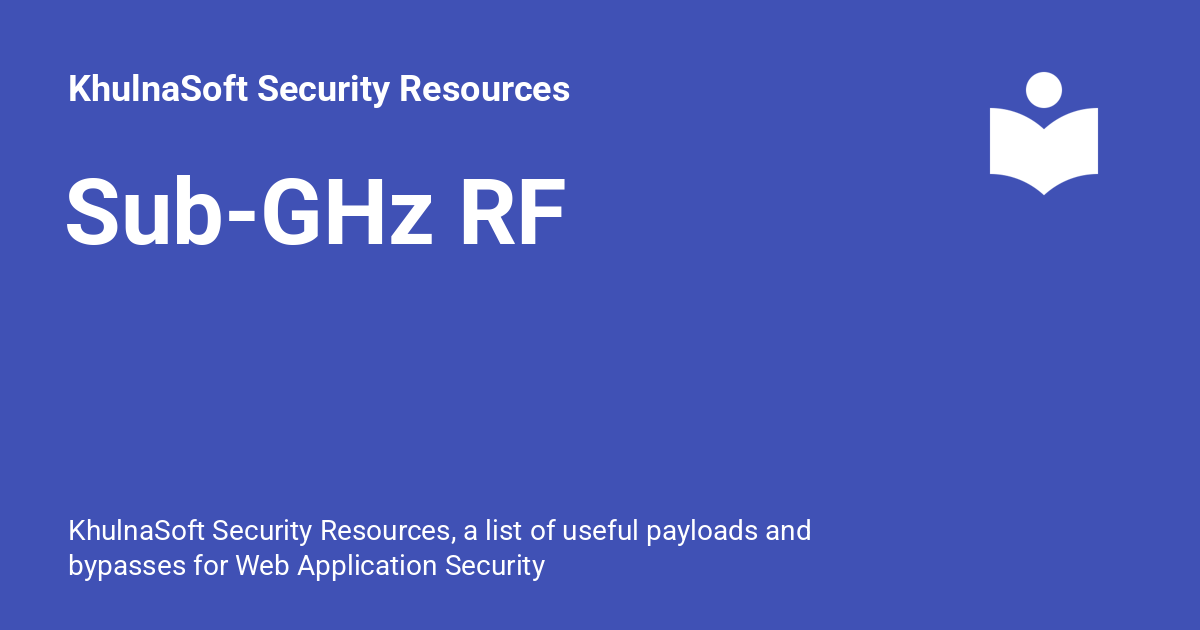 KhulnaSoft Security Resources
Sub-GHz RF
KhulnaSoft Security Resources, a list of useful payloads and
bypasses for Web Application Security